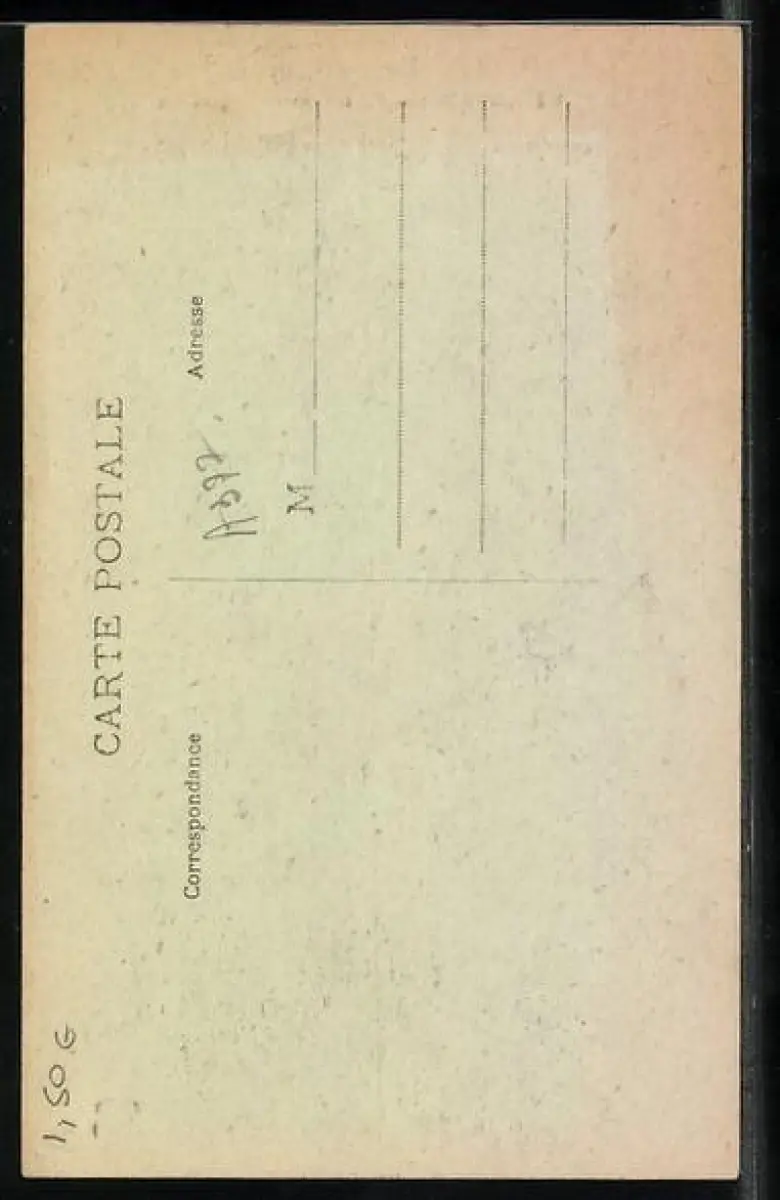 1,50 G
CARTE POSTALE
Correspondance
Adresse
M